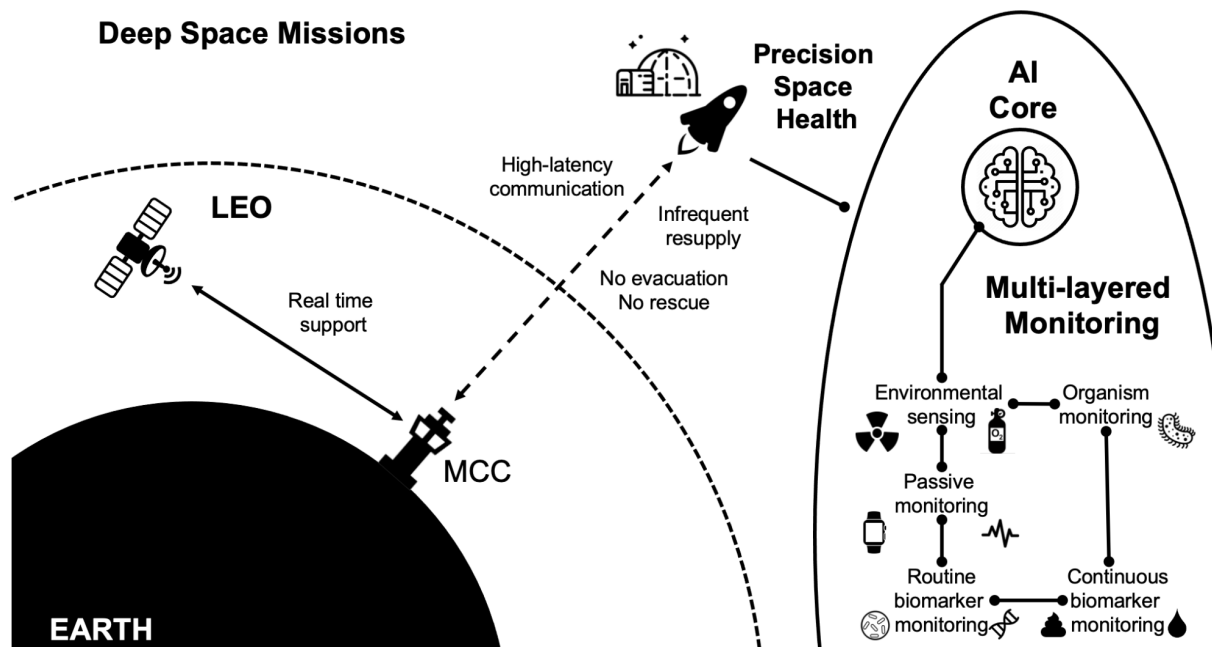 Deep Space Missions
Precision
Space
Health
AI
Core
High-latency
communication
LEO
Infrequent
resupply
No evacuation
No rescue
Real time
support
Multi-layered
Monitoring
Environmental
sensing
O2
Organism
monitoring
MCC
Passive
monitoring
Routine
biomarker
monitoring
Continuous
biomarker
monitoring
EARTH